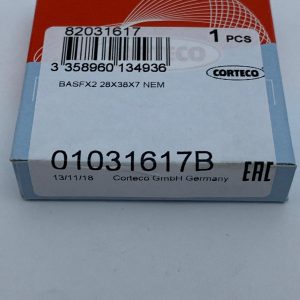 82031617
1 PCS
3 358960 134936
CORTECO
BASFX2 28X38X7 NEM
01031617B
EAC
13/11/18 Corteco GmbH Germany